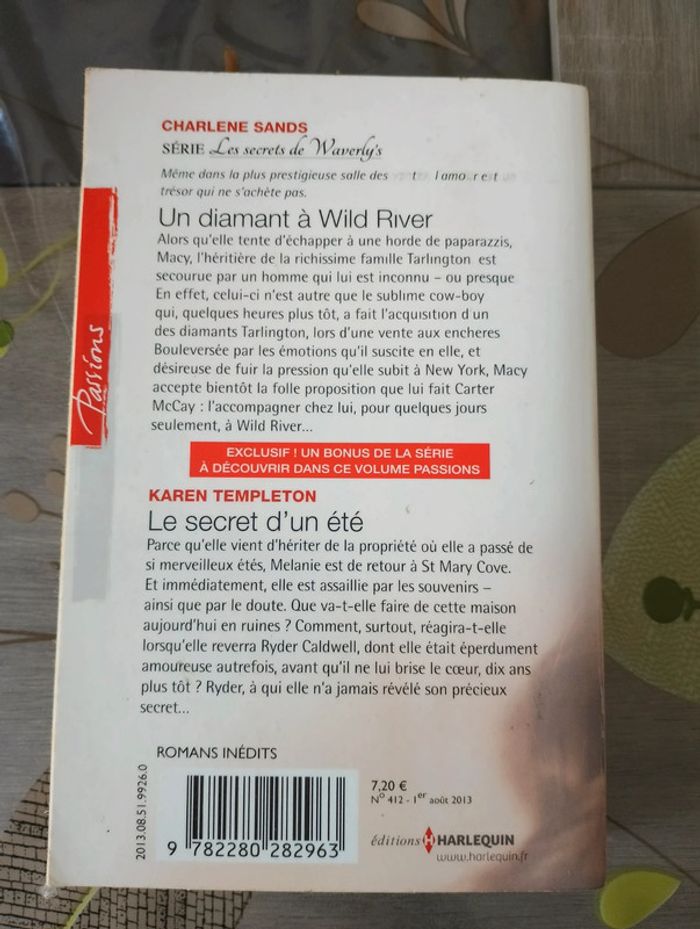 CHARLENE SANDS
SÉRIE Les secrets de Waverly's
Même dans la plus prestigieuse salle des ventes, l'amour est un
trésor qui ne s'achète pas.
Un diamant à Wild River
Alors qu'elle tente d'échapper à une horde de paparazzis,
Macy, l'héritière de la richissime famille Tarlington est
secourue par un homme qui lui est inconnu – ou presque
En effet, celui-ci n'est autre que le sublime cow-boy
qui, quelques heures plus tôt, a fait l'acquisition d un
des diamants Tarlington, lors d'une vente aux encheres
Bouleversée par les émotions qu'il suscite en elle, et
désireuse de fuir la pression qu'elle subit à New York, Macy
accepte bientôt la folle proposition que lui fait Carter
McCay : l'accompagner chez lui, pour quelques jours
seulement, à Wild River...
Passions
EXCLUSIF ! UN BONUS DE LA SÉRIE
À DÉCOUVRIR DANS CE VOLUME PASSIONS
KAREN TEMPLETON
Le secret d'un été
Parce qu'elle vient d'hériter de la propriété où elle a passé de
si merveilleux étés, Melanie est de retour à St Mary Cove.
Et immédiatement, elle est assaillie par les souvenirs –
ainsi que par le doute. Que va-t-elle faire de cette maison
aujourd'hui en ruines ? Comment, surtout, réagira-t-elle
lorsqu'elle reverra Ryder Caldwell, dont elle était éperdument
amoureuse autrefois, avant qu'il ne lui brise le cœur, dix ans
plus tôt ? Ryder, à qui elle n'a jamais révélé son précieux
secret...
ROMANS INÉDITS
2013.08.51.9926.0
9 782280 282963
7,20 €
N° 412 - 1er août 2013
éditions HARLEQUIN
www.harlequin.fr